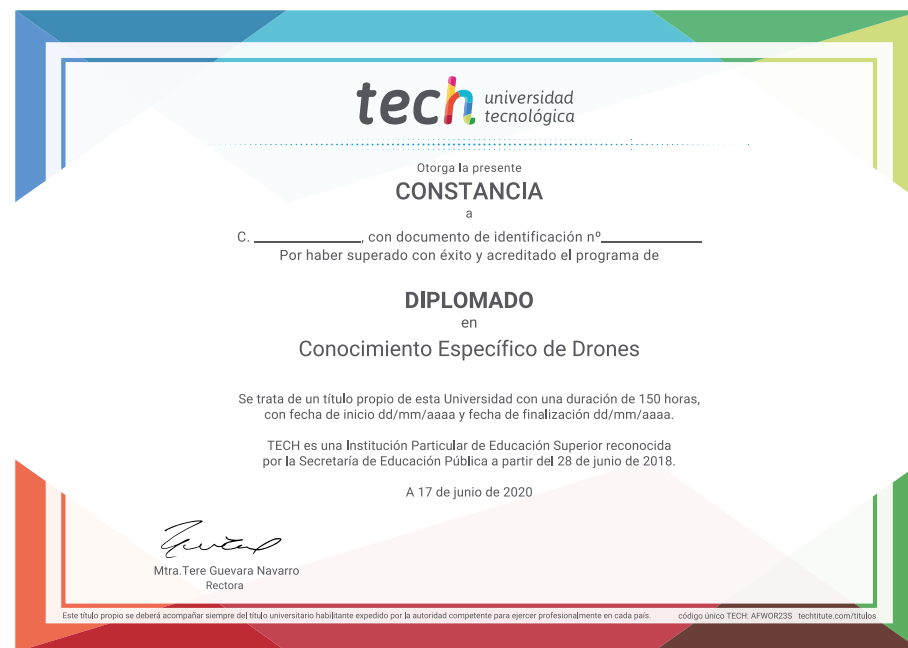 tech universidad
tecnológica
Otorga la presente
CONSTANCIA
a
C. ____________, con documento de identificación nº____________
Por haber superado con éxito y acreditado el programa de
DIPLOMADO
en
Conocimiento Específico de Drones
Se trata de un título propio de esta Universidad con una duración de 150 horas,
con fecha de inicio dd/mm/aaaa y fecha de finalización dd/mm/aaaa.
TECH es una Institución Particular de Educación Superior reconocida
por la Secretaría de Educación Pública a partir del 28 de junio de 2018.
A 17 de junio de 2020
Mtra.Tere Guevara Navarro
Rectora
Este título propio se deberá acompañar siempre del título universitario habilitante expedido por la autoridad competente para ejercer profesionalmente en cada país. código único TECH: AFWOR23S techtitute.com/titulos